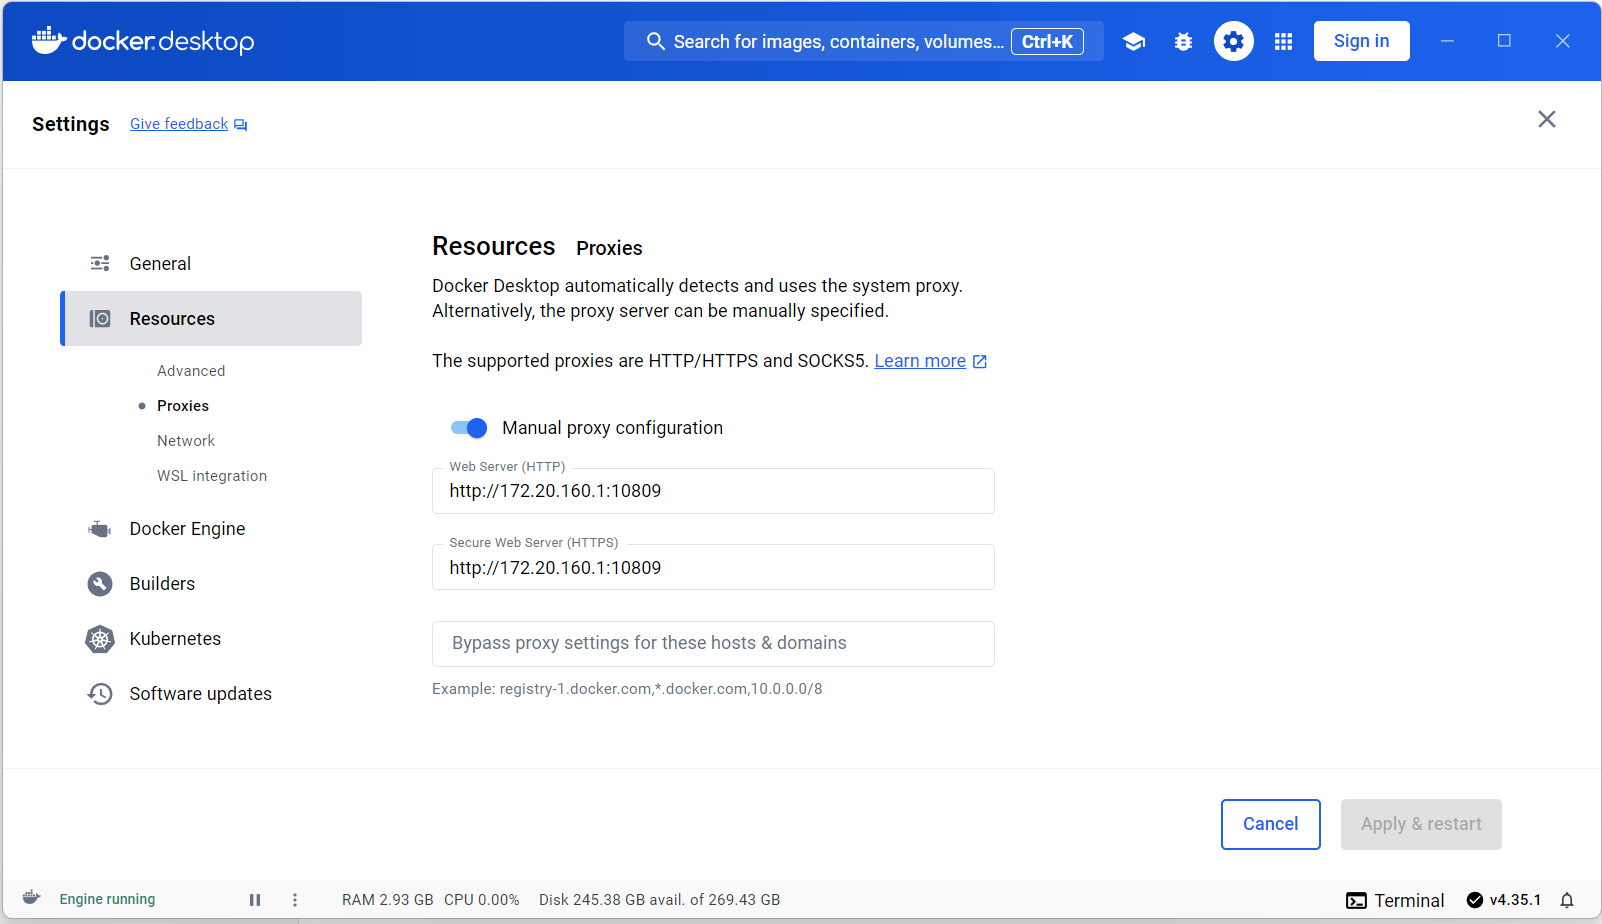 docker.desktop
Search for images, containers, volumes... Ctrl+K
Sign in
Settings
Give feedback
General
Resources
Advanced
Proxies
Network
WSL integration
Docker Engine
Builders
Kubernetes
Software updates
Resources Proxies
Docker Desktop automatically detects and uses the system proxy.
Alternatively, the proxy server can be manually specified.
The supported proxies are HTTP/HTTPS and SOCKS5. Learn more
Manual proxy configuration
Web Server (HTTP)
http://172.20.160.1:10809
Secure Web Server (HTTPS)
http://172.20.160.1:10809
Bypass proxy settings for these hosts & domains
Example: registry-1.docker.com,*.docker.com,10.0.0.0/8
Cancel
Apply & restart
Engine running
RAM 2.93 GB CPU 0.00% Disk 245.38 GB avail. of 269.43 GB
Terminal
v4.35.1